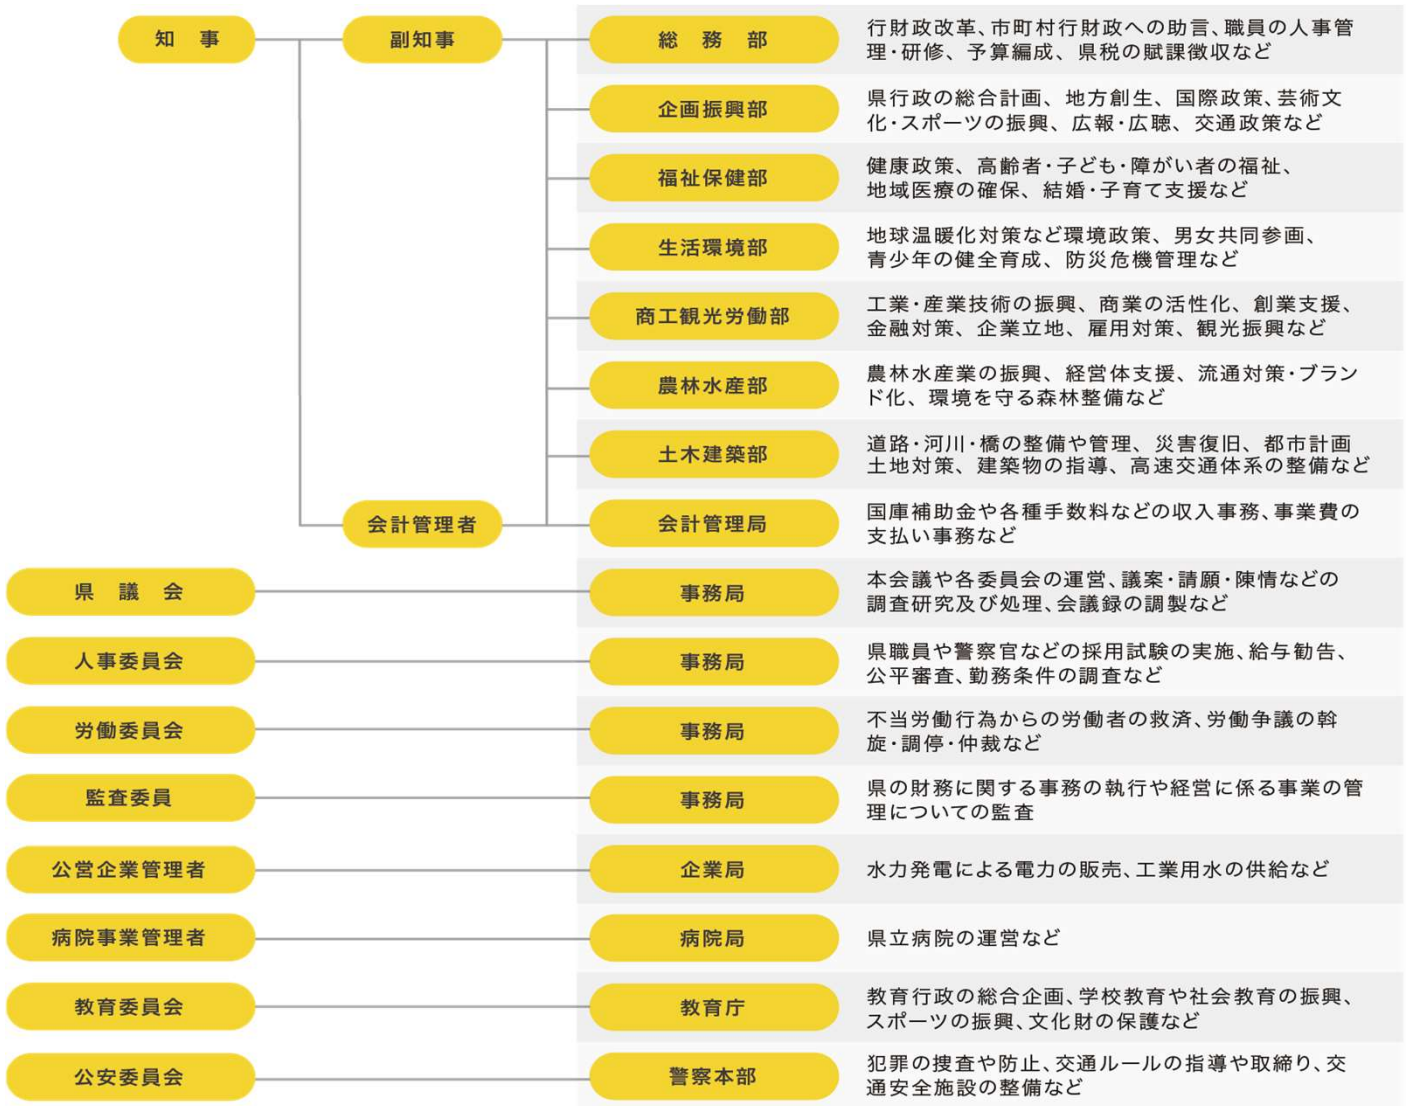 知　事
副知事
総　務　部
行財政改革、市町村行財政への助言、職員の人事管
理・研修、予算編成、県税の賦課徴収など
企画振興部
県行政の総合計画、地方創生、国際政策、芸術文
化・スポーツの振興、広報・広聴、交通政策など
福祉保健部
健康政策、高齢者・子ども・障がい者の福祉、
地域医療の確保、結婚・子育て支援など
生活環境部
地球温暖化対策など環境政策、男女共同参画、
青少年の健全育成、防災危機管理など
商工観光労働部
工業・産業技術の振興、商業の活性化、創業支援、
金融対策、企業立地、雇用対策、観光振興など
農林水産部
農林水産業の振興、経営体支援、流通対策・ブラン
ド化、環境を守る森林整備など
土木建築部
道路・河川・橋の整備や管理、災害復旧、都市計画
土地対策、建築物の指導、高速交通体系の整備など
会計管理者
会計管理局
国庫補助金や各種手数料などの収入事務、事業費の
支払い事務など
県　議　会
事務局
本会議や各委員会の運営、議案・請願・陳情などの
調査研究及び処理、会議録の調製など
人事委員会
事務局
県職員や警察官などの採用試験の実施、給与勧告、
公平審査、勤務条件の調査など
労働委員会
事務局
不当労働行為からの労働者の救済、労働争議の斡
旋・調停・仲裁など
監査委員
事務局
県の財務に関する事務の執行や経営に係る事業の管
理についての監査
公営企業管理者
企業局
水力発電による電力の販売、工業用水の供給など
病院事業管理者
病院局
県立病院の運営など
教育委員会
教育庁
教育行政の総合企画、学校教育や社会教育の振興、
スポーツの振興、文化財の保護など
公安委員会
警察本部
犯罪の捜査や防止、交通ルールの指導や取締り、交
通安全施設の整備など